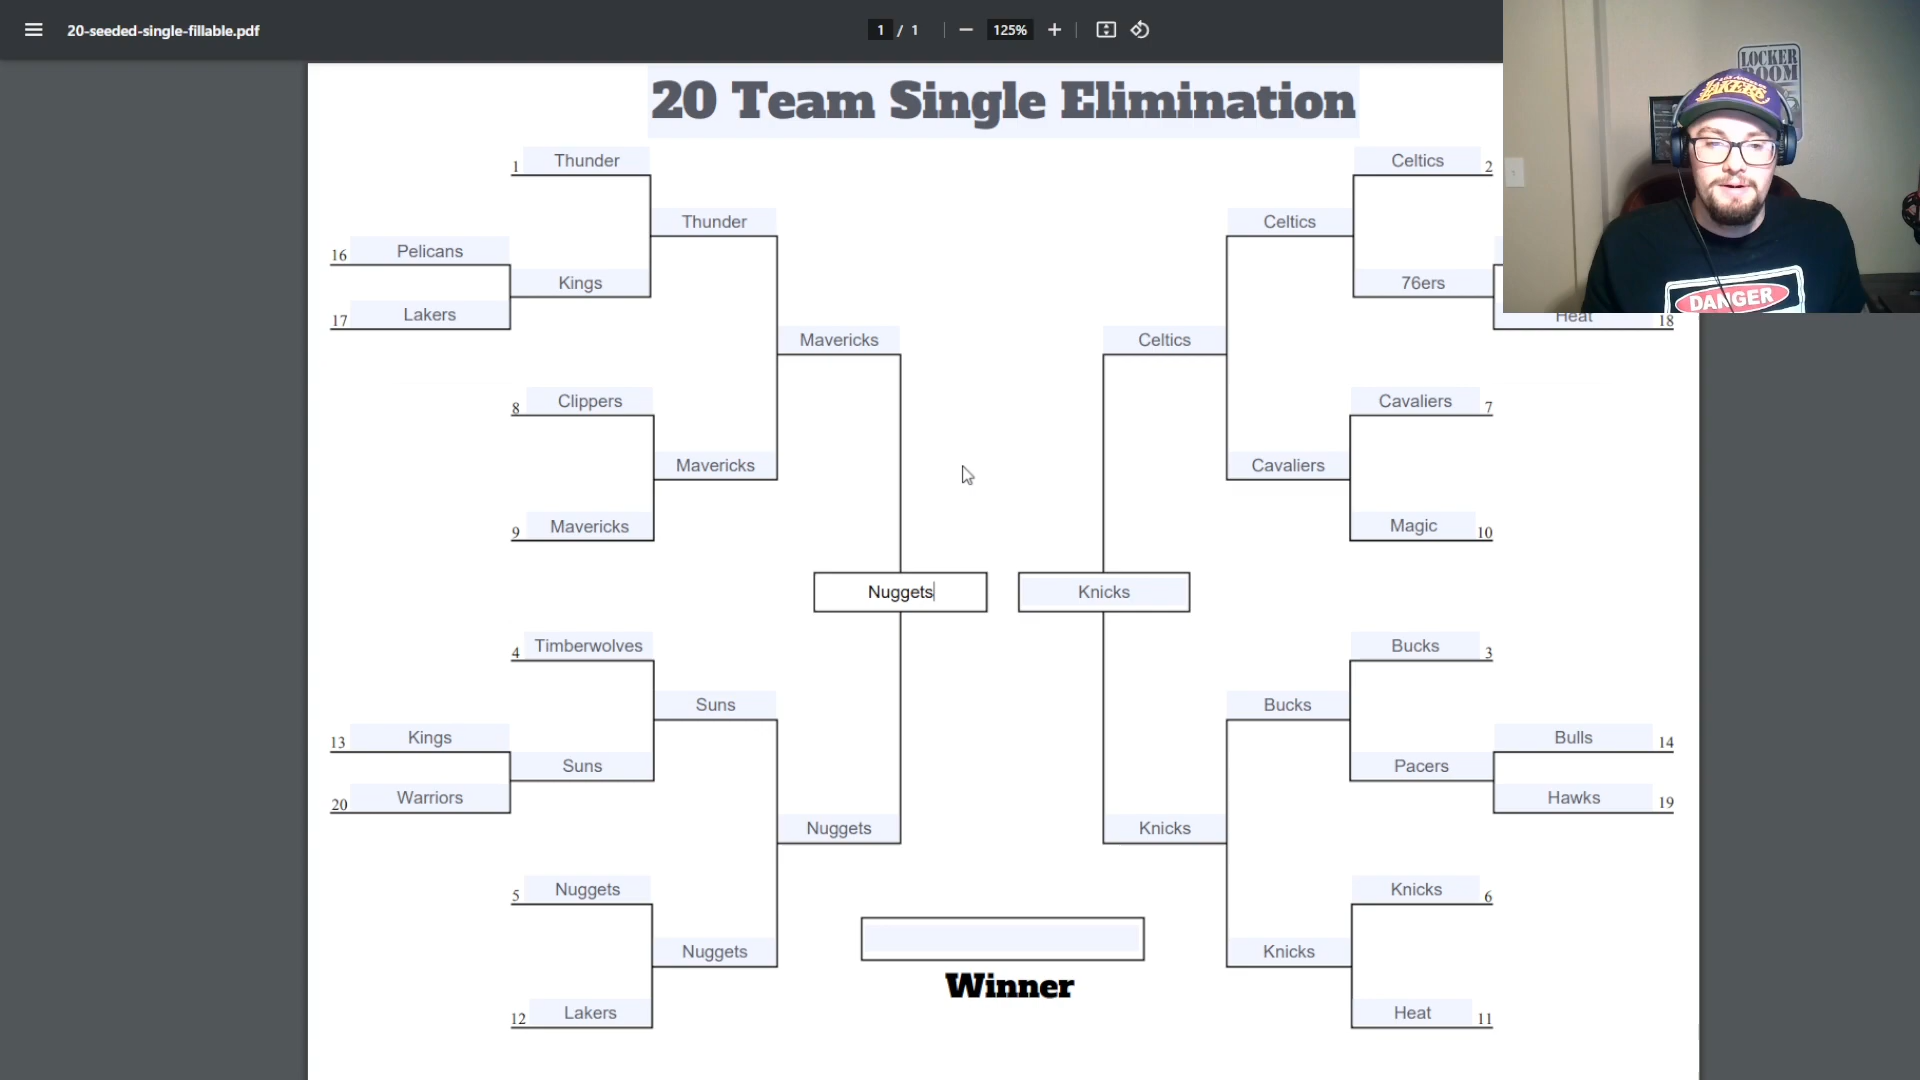 20-seeded-single-fillable.pdf
1 / 1
125%
20 Team Single Elimination
LOCKER
ROOM
LOS ANGELES
LAKERS
DANGER
1 Thunder
Celtics 2
Thunder
Celtics
16 Pelicans
Kings
76ers
17 Lakers
Heat 18
Mavericks
Celtics
8 Clippers
Cavaliers 7
Mavericks
Cavaliers
9 Mavericks
Magic 10
Nuggets
Knicks
4 Timberwolves
Bucks 3
Suns
Bucks
13 Kings
Bulls 14
Suns
Pacers
20 Warriors
Hawks 19
Nuggets
Knicks
5 Nuggets
Knicks 6
Nuggets
Knicks
Winner
12 Lakers
Heat 11